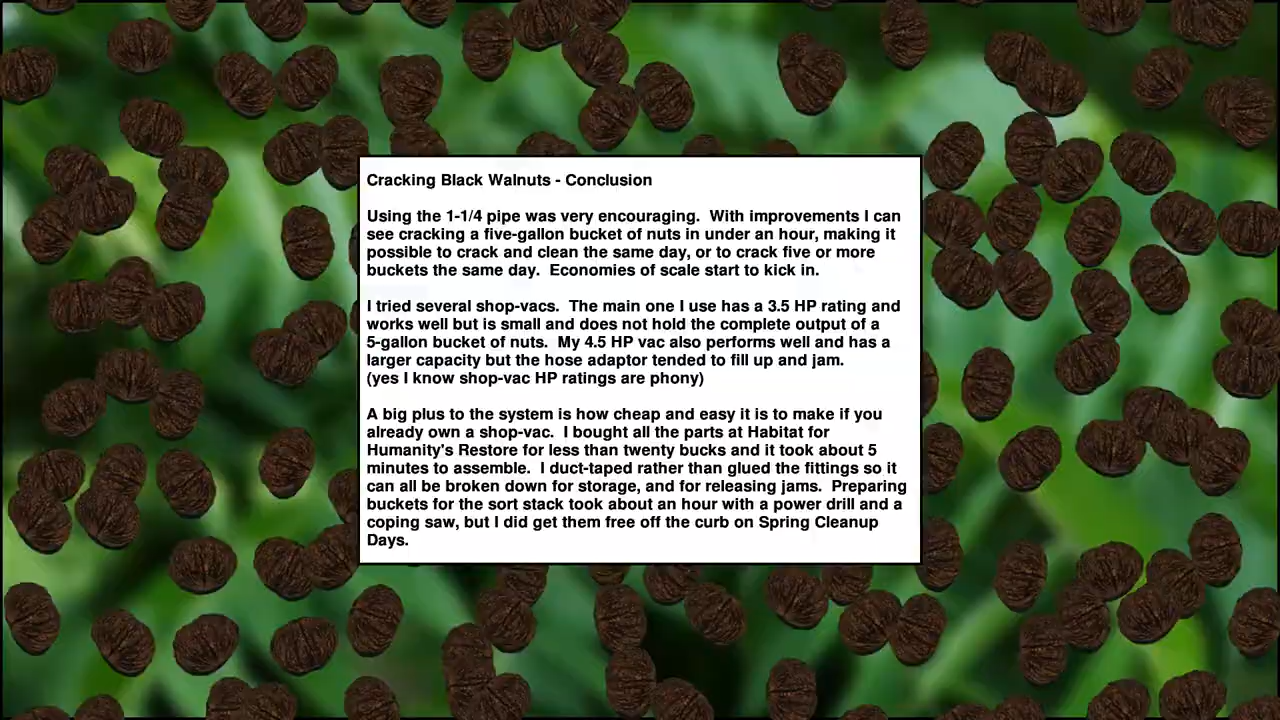 Cracking Black Walnuts - Conclusion
Using the 1-1/4 pipe was very encouraging.  With improvements I can
see cracking a five-gallon bucket of nuts in under an hour, making it
possible to crack and clean the same day, or to crack five or more
buckets the same day.  Economies of scale start to kick in.
I tried several shop-vacs.  The main one I use has a 3.5 HP rating and
works well but is small and does not hold the complete output of a
5-gallon bucket of nuts.  My 4.5 HP vac also performs well and has a
larger capacity but the hose adaptor tended to fill up and jam.
(yes I know shop-vac HP ratings are phony)
A big plus to the system is how cheap and easy it is to make if you
already own a shop-vac.  I bought all the parts at Habitat for
Humanity's Restore for less than twenty bucks and it took about 5
minutes to assemble.  I duct-taped rather than glued the fittings so it
can all be broken down for storage, and for releasing jams.  Preparing
buckets for the sort stack took about an hour with a power drill and a
coping saw, but I did get them free off the curb on Spring Cleanup
Days.